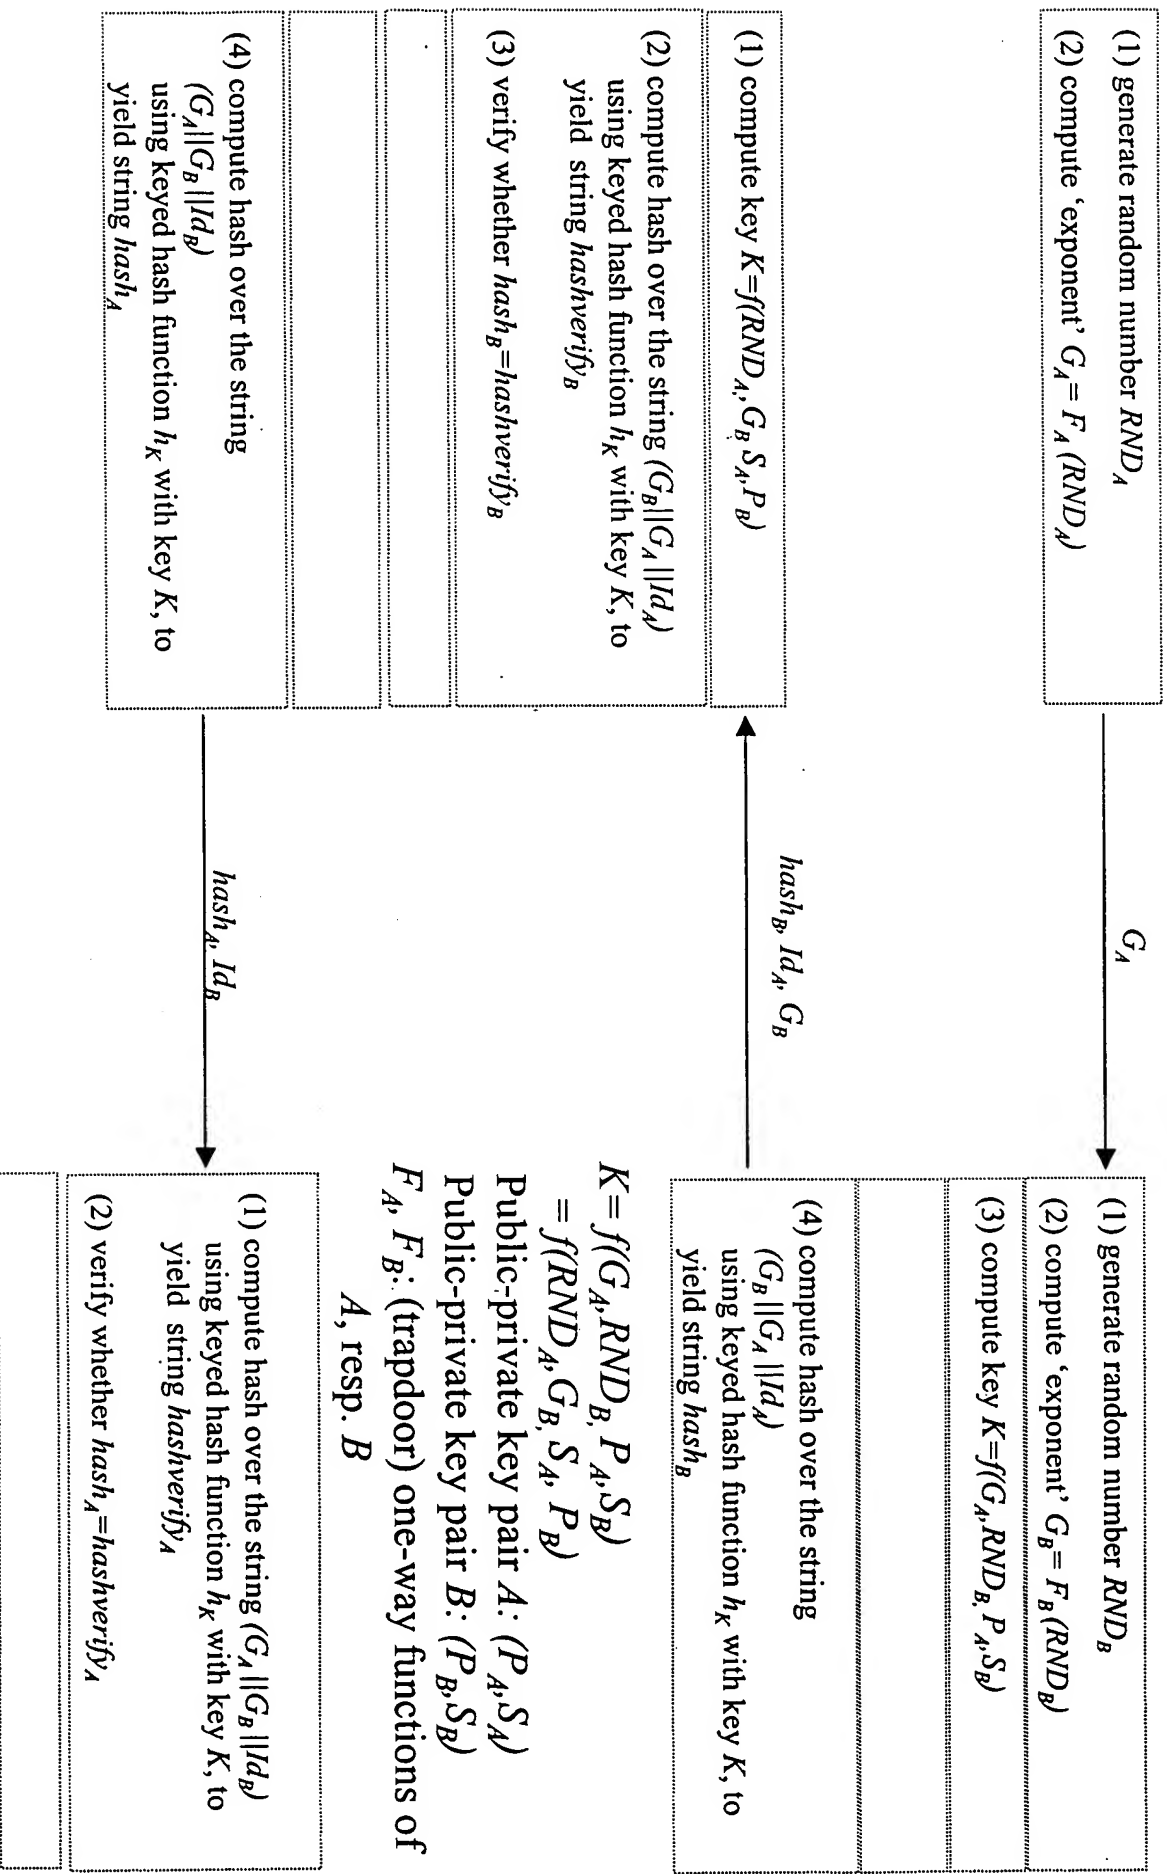 (1) generate random number RND_A
(2) compute ‘exponent’ G_A = F_A (RND_A)
G_A
(1) generate random number RND_B
(2) compute ‘exponent’ G_B = F_B (RND_B)
(3) compute key K=f(G_A,RND_B, P_A,S_B)
(4) compute hash over the string
(G_B||G_A||Id_A)
using keyed hash function h_K with key K, to
yield string hash_B
hash_B, Id_A, G_B
(1) compute key K=f(RND_A,G_B,S_A,P_B)
(2) compute hash over the string (G_B||G_A||Id_A)
using keyed hash function h_K with key K, to
yield string hashverify_B
(3) verify whether hash_B=hashverify_B
(4) compute hash over the string
(G_A||G_B||Id_B)
using keyed hash function h_K with key K, to
yield string hash_A
K= f(G_A,RND_B, P_A,S_B)
= f(RND_A,G_B, S_A, P_B)
Public-private key pair A: (P_A,S_A)
Public-private key pair B: (P_B,S_B)
F_A, F_B: (trapdoor) one-way functions of
A, resp. B
hash_A, Id_B
(1) compute hash over the string (G_A||G_B||Id_B)
using keyed hash function h_K with key K, to
yield string hashverify_A
(2) verify whether hash_A=hashverify_A